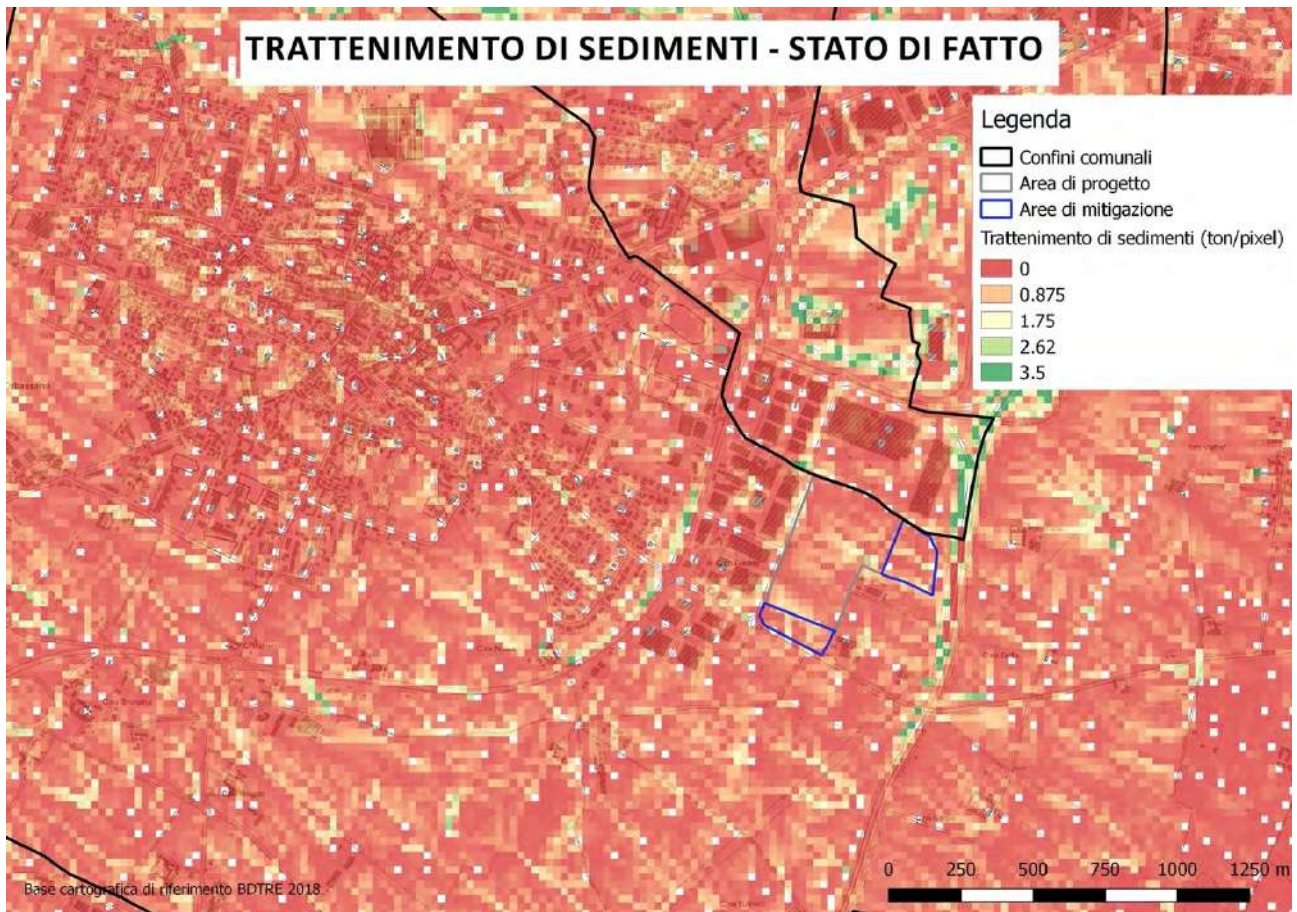 TRATTENIMENTO DI SEDIMENTI - STATO DI FATTO
Legenda
Confini comunali
Area di progetto
Aree di mitigazione
Trattenimento di sedimenti (ton/pixel)
0
0.875
1.75
2.62
3.5
0 250 500 750 1000 1250 m
Base cartografica di riferimento BDTRE 2018